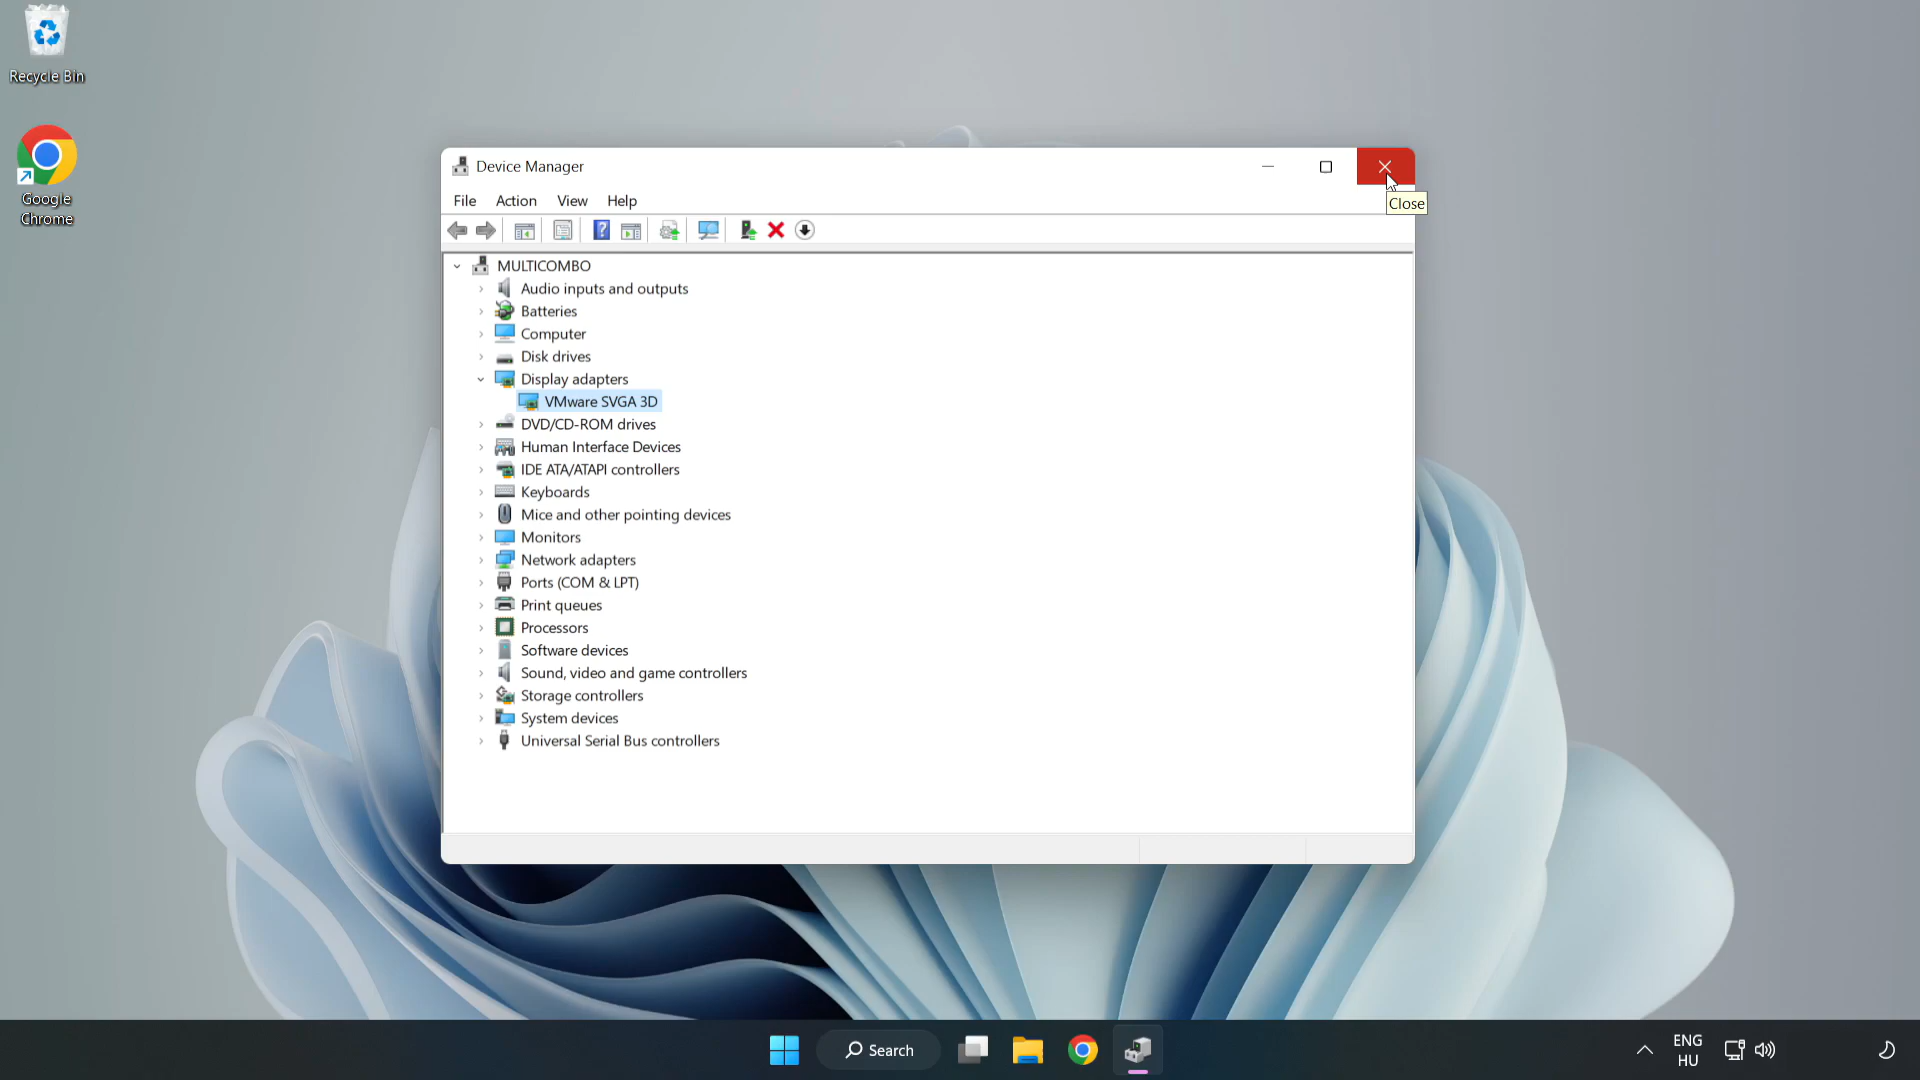 Recycle Bin
Google
Chrome
Device Manager
File Action View Help
Close
MULTICOMBO
Audio inputs and outputs
Batteries
Computer
Disk drives
Display adapters
VMware SVGA 3D
DVD/CD-ROM drives
Human Interface Devices
IDE ATA/ATAPI controllers
Keyboards
Mice and other pointing devices
Monitors
Network adapters
Ports (COM & LPT)
Print queues
Processors
Software devices
Sound, video and game controllers
Storage controllers
System devices
Universal Serial Bus controllers
Search
ENG
HU